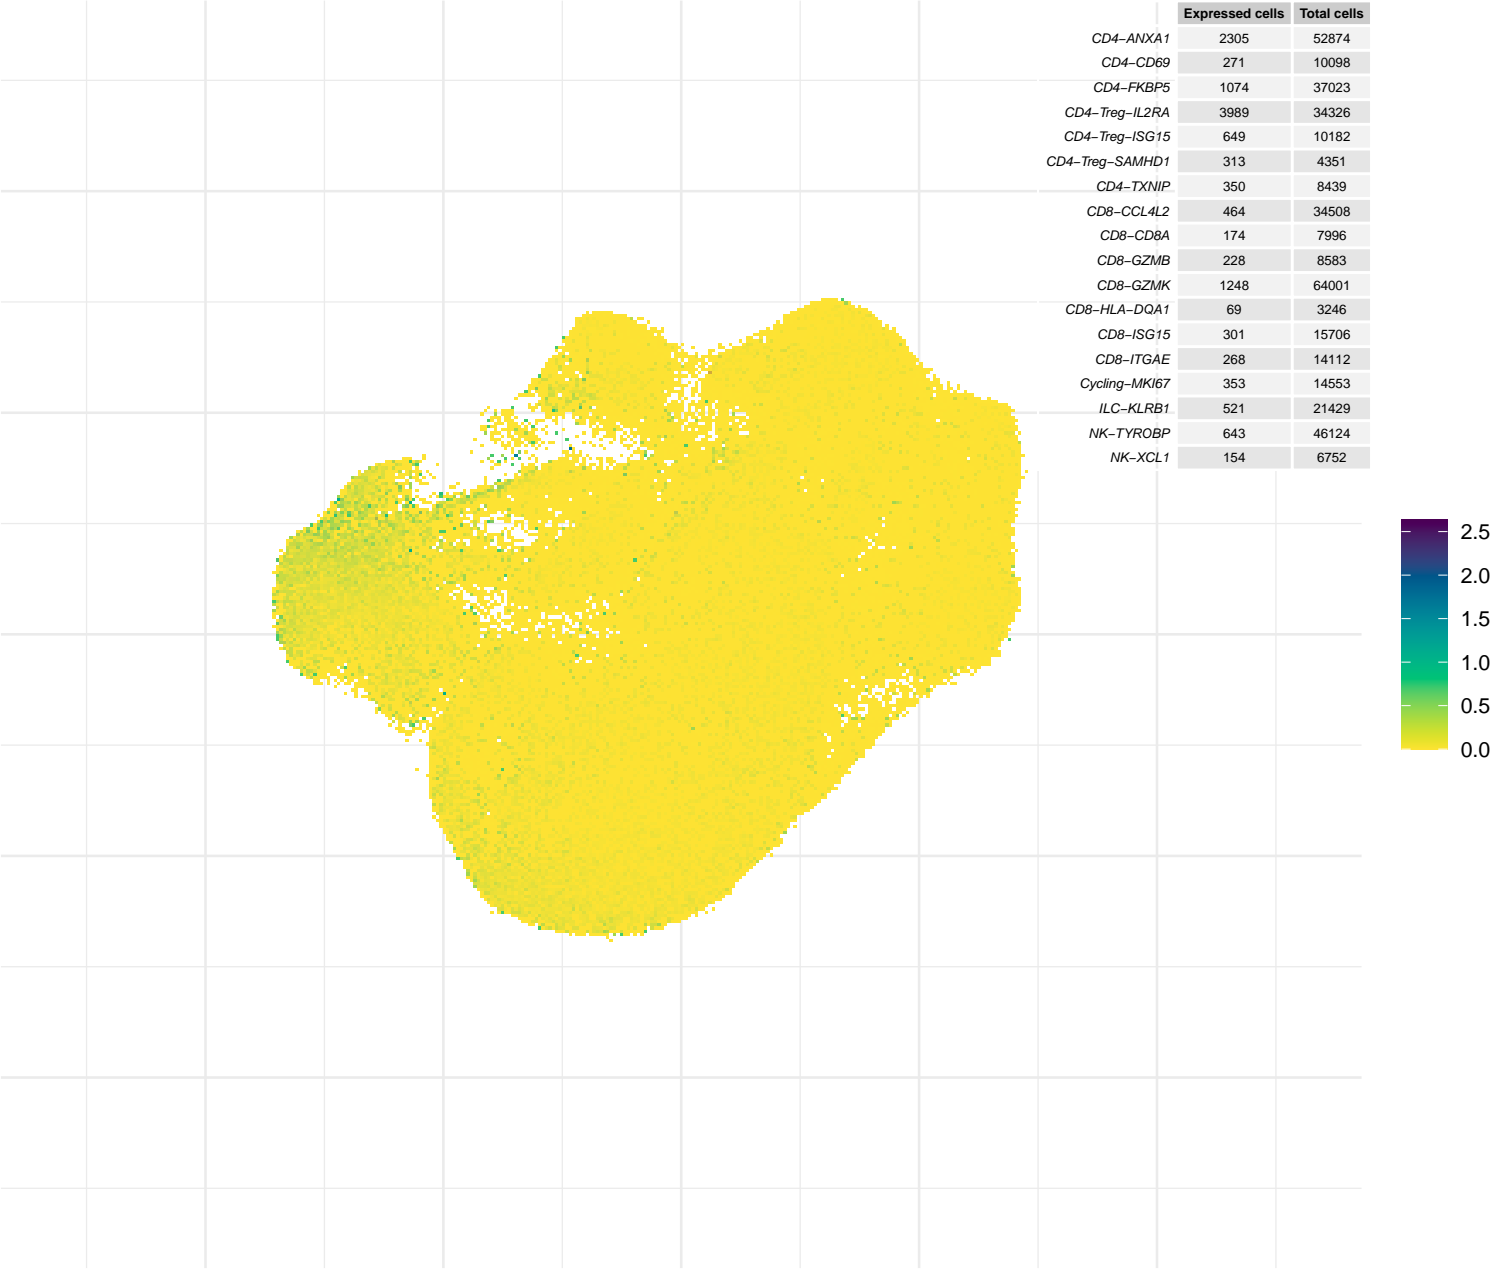 Expressed cells Total cells
CD4−ANXA1 2305 52874
CD4−CD69 271 10098
CD4−FKBP5 1074 37023
CD4−Treg−IL2RA 3989 34326
CD4−Treg−ISG15 649 10182
CD4−Treg−SAMHD1 313 4351
CD4−TXNIP 350 8439
CD8−CCL4L2 464 34508
CD8−CD8A 174 7996
CD8−GZMB 228 8583
CD8−GZMK 1248 64001
CD8−HLA−DQA1 69 3246
CD8−ISG15 301 15706
CD8−ITGAE 268 14112
Cycling−MKI67 353 14553
ILC−KLRB1 521 21429
NK−TYROBP 643 46124
NK−XCL1 154 6752
2.5
2.0
1.5
1.0
0.5
0.0